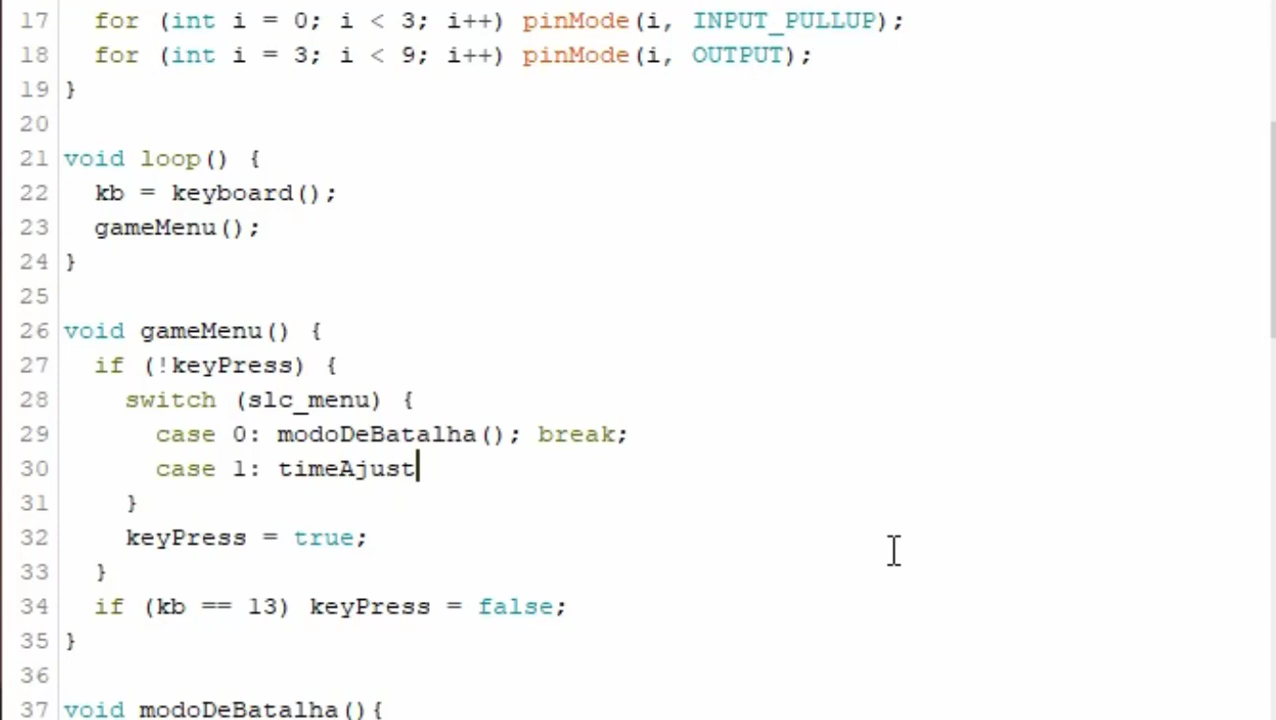 17 for (int i = 0; i < 3; i++) pinMode(i, INPUT_PULLUP);
18 for (int i = 3; i < 9; i++) pinMode(i, OUTPUT);
19 }
20
21 void loop() {
22 kb = keyboard();
23 gameMenu();
24 }
25
26 void gameMenu() {
27 if (!keyPress) {
28 switch (slc_menu) {
29 case 0: modoDeBatalha(); break;
30 case 1: timeAjust
31 }
32 keyPress = true;
33 }
34 if (kb == 13) keyPress = false;
35 }
36
37 void modoDeBatalha(){